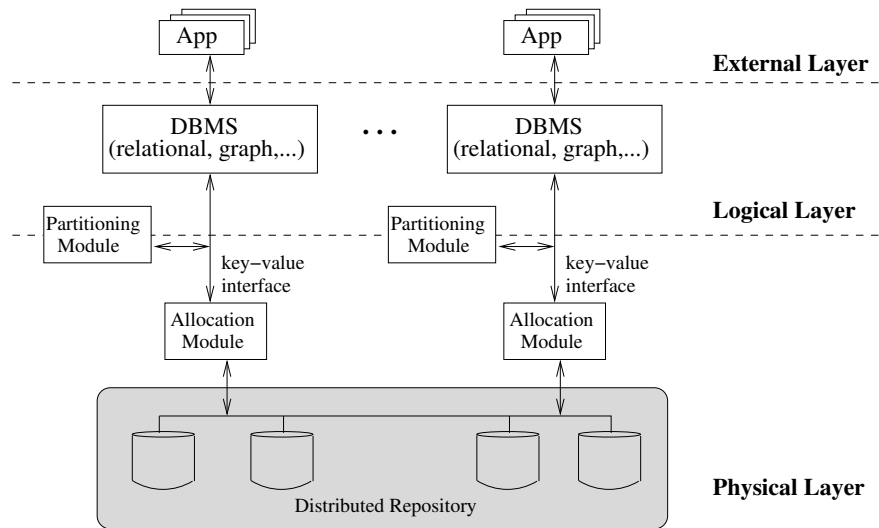 App
App
External Layer
DBMS
(relational, graph,...)
...
DBMS
(relational, graph,...)
Partitioning
Module
Partitioning
Module
Logical Layer
key−value
interface
key−value
interface
Allocation
Module
Allocation
Module
Distributed Repository
Physical Layer